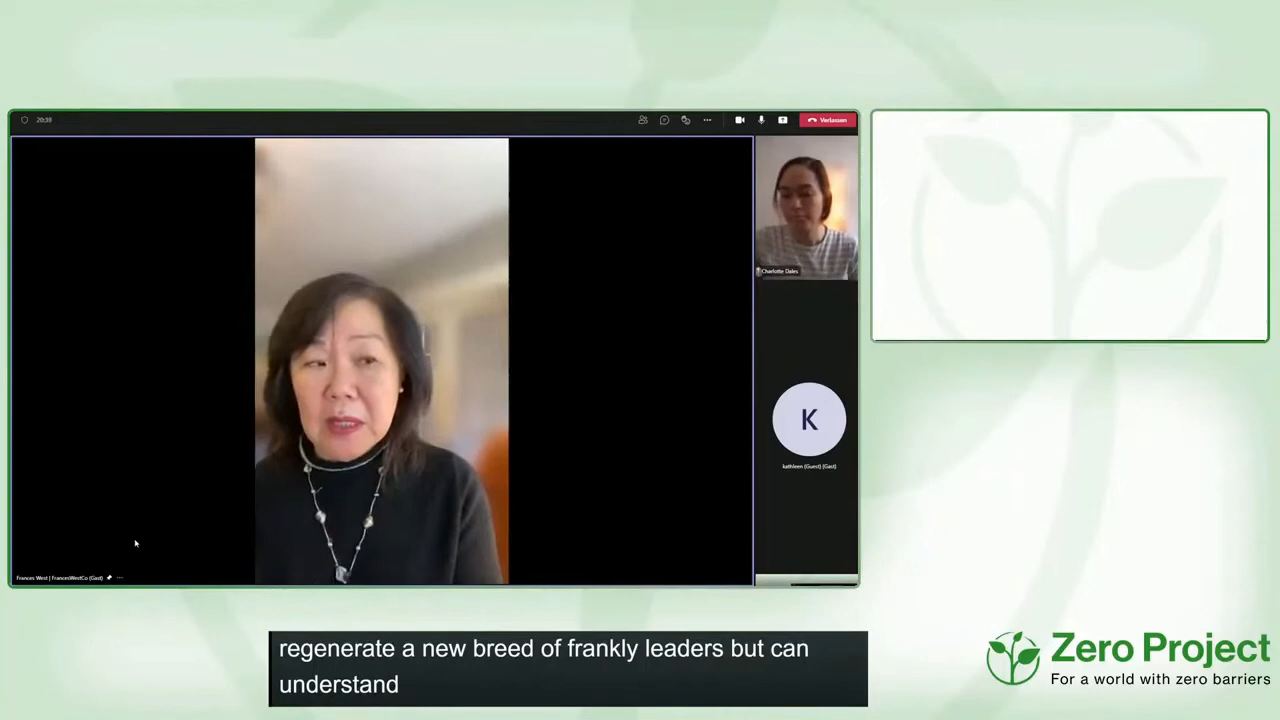 20:39
Verlassen
Charlotte Dales
K
kathleen (Guest) (Gast)
Frances West | FrancesWestCo (Gast)
regenerate a new breed of frankly leaders but can
understand
Zero Project
For a world with zero barriers